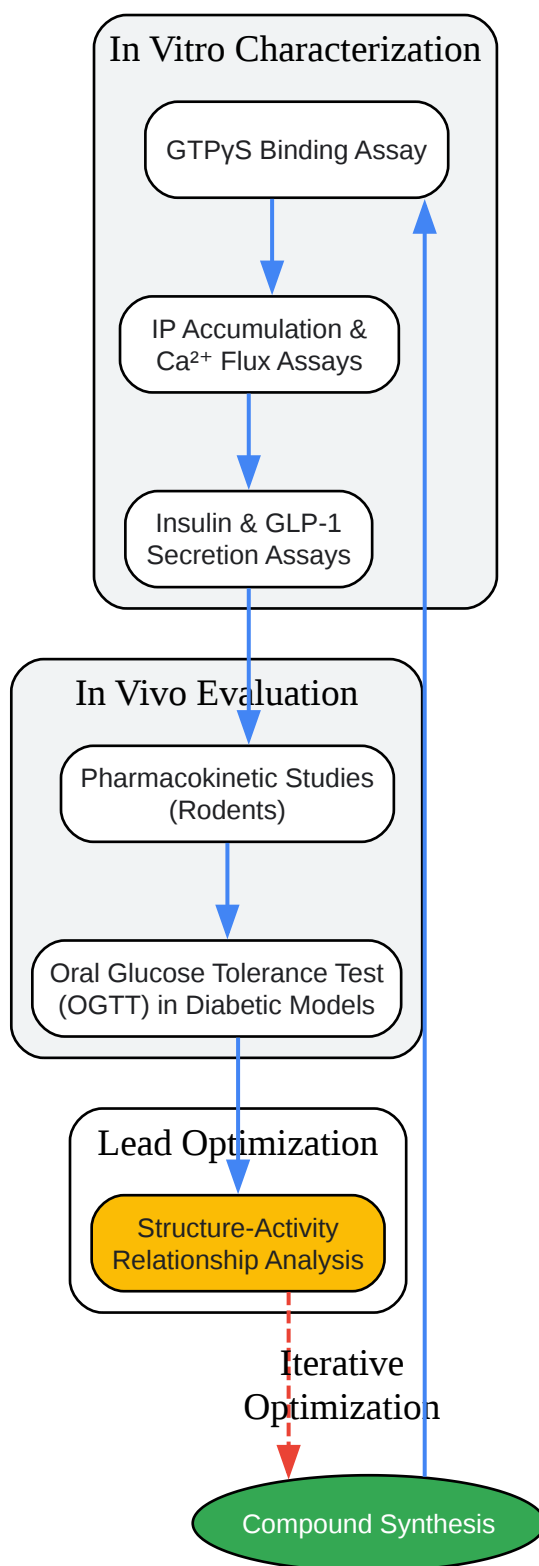 In Vitro Characterization
GTPγS Binding Assay
IP Accumulation &
Ca²⁺ Flux Assays
Insulin & GLP-1
Secretion Assays
In Vivo Evaluation
Pharmacokinetic Studies
(Rodents)
Oral Glucose Tolerance Test
(OGTT) in Diabetic Models
Lead Optimization
Structure-Activity
Relationship Analysis
Iterative
Optimization
Compound Synthesis